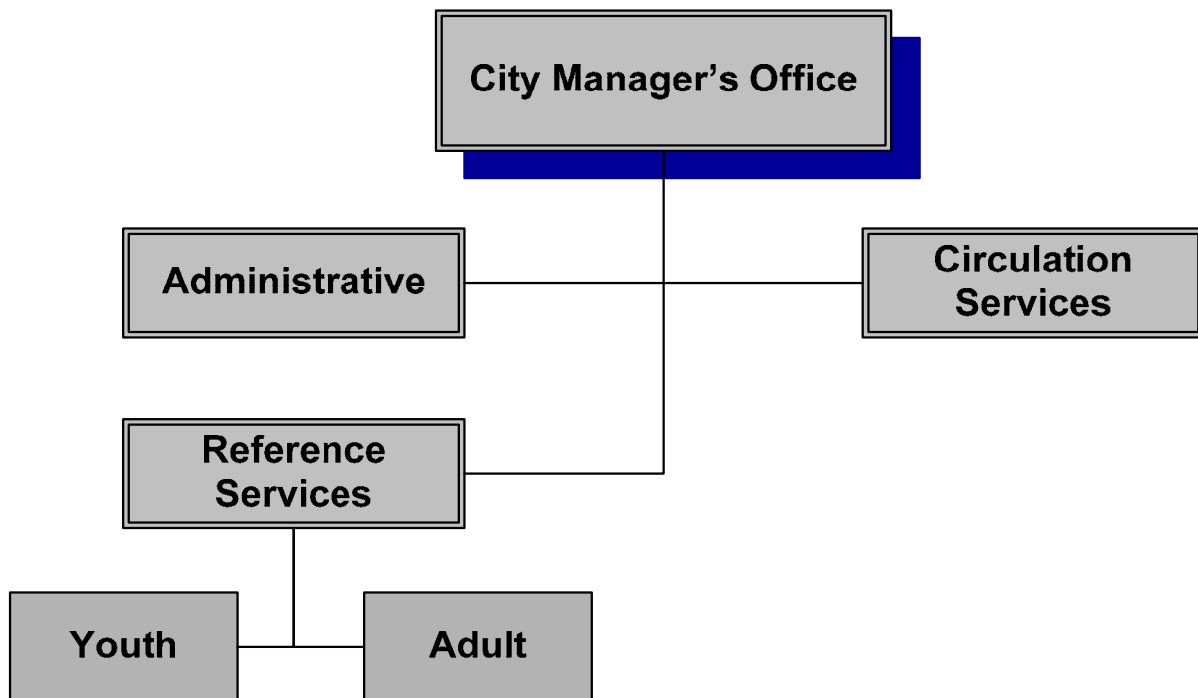 City Manager’s Office
Administrative
Circulation
Services
Reference
Services
Youth
Adult